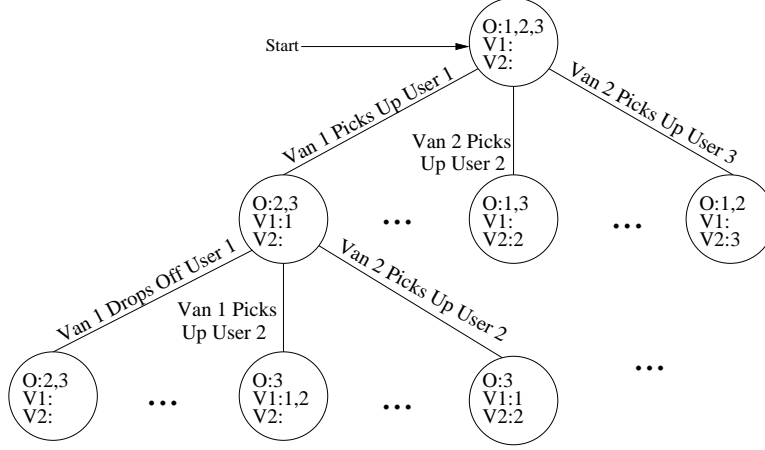 O:1,2,3
V1:
V2:
Start
Van 1 Picks Up User 1
Van 2 Picks
Up User 2
Van 2 Picks Up User 3
O:2,3
V1:1
V2:
...
O:1,3
V1:
V2:2
...
O:1,2
V1:
V2:3
Van 1 Drops Off User 1
Van 1 Picks
Up User 2
Van 2 Picks Up User 2
...
O:2,3
V1:
V2:
...
O:3
V1:1,2
V2:
...
O:3
V1:1
V2:2